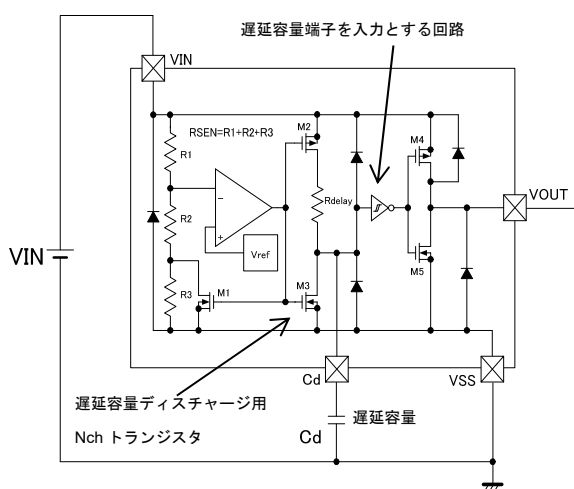 遅延容量端子を入力とする回路
VIN
RSEN=R1+R2+R3
M2
M4
R1
Rdelay
VOUT
R2
VIN
Vref
M5
R3
M1
M3
Cd
VSS
遅延容量ディスチャージ用
Nch トランジスタ
Cd
遅延容量